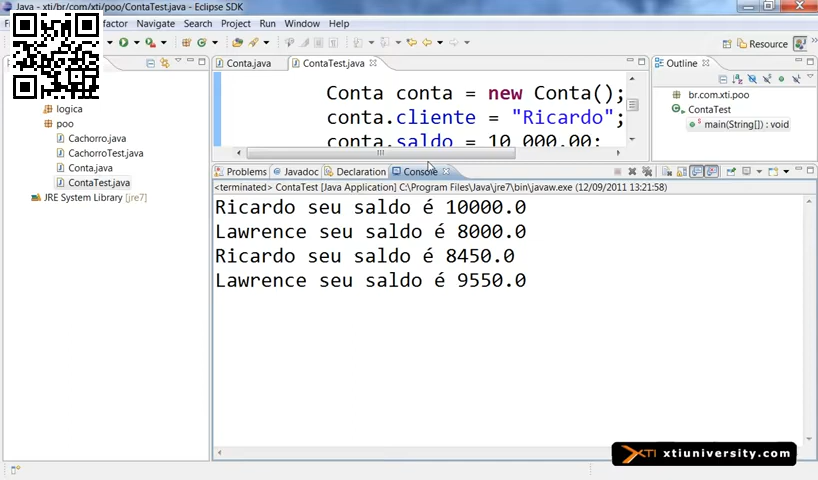 Java - xti/br/com/xti/poo/ContaTest.java - Eclipse SDK
Navigate Search Project Run Window Help
Resource
Conta.java ContaTest.java Outline
logica
poo
Cachorro.java
CachorroTest.java
Conta.java
ContaTest.java
JRE System Library [jre7]
Conta conta = new Conta();
conta.cliente = "Ricardo";
conta.saldo = 10_000.00;
br.com.xti.poo
ContaTest
main(String[]) : void
Problems Javadoc Declaration Console
<terminated> ContaTest [Java Application] C:\Program Files\Java\jre7\bin\javaw.exe (12/09/2011 13:21:58)
Ricardo seu saldo é 10000.0
Lawrence seu saldo é 8000.0
Ricardo seu saldo é 8450.0
Lawrence seu saldo é 9550.0
XTI xtiuniversity.com